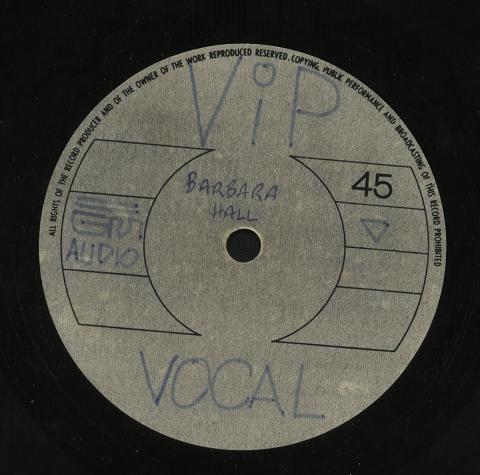 ALL RIGHTS OF THE RECORD PRODUCER AND OF THE OWNER OF THE WORK REPRODUCED RESERVED. COPYING, PUBLIC PERFORMANCE AND BROADCASTING OF THIS RECORD PROHIBITED
ViP
BARBARA
HALL
45
AUDIO
VOCAL